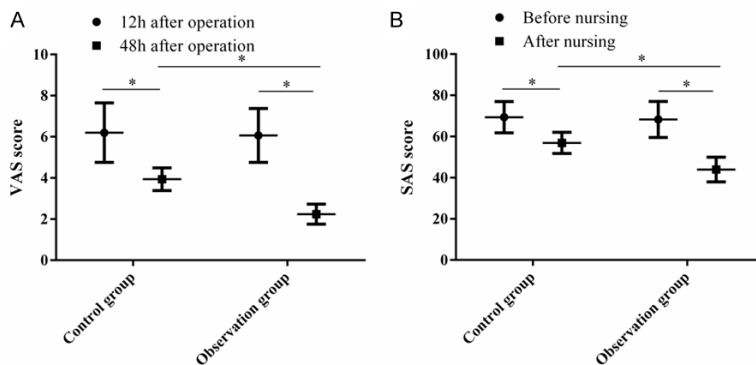 A
12h after operation
48h after operation
*
*
*
10
8
6
4
2
0
VAS score
Control group
Observation group
B
Before nursing
After nursing
*
*
*
100
80
60
40
20
0
SAS score
Control group
Observation group